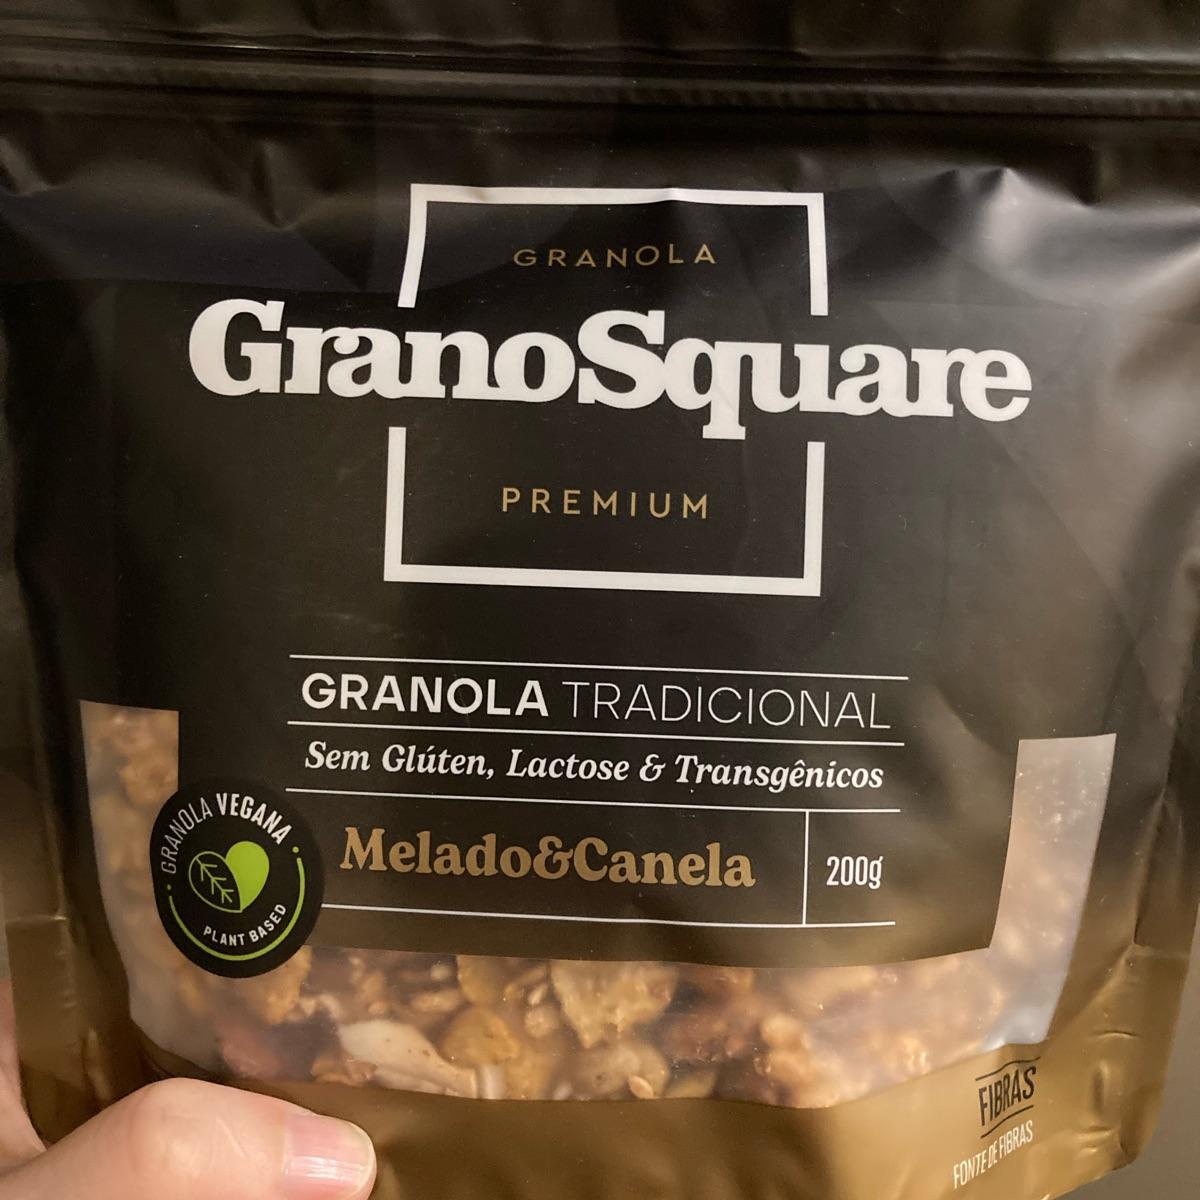 GRANOLA
GranoSquare
PREMIUM
GRANOLA TRADICIONAL
Sem Glúten, Lactose & Transgênicos
Melado&Canela
200g
GRANOLA VEGANA
PLANT BASED
FIBRAS
FONTE DE FIBRAS